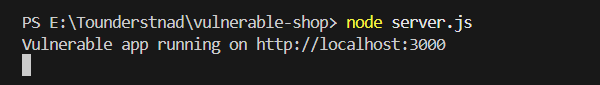 PS E:\Tounderstnad\vulnerable-shop> node server.js
Vulnerable app running on http://localhost:3000